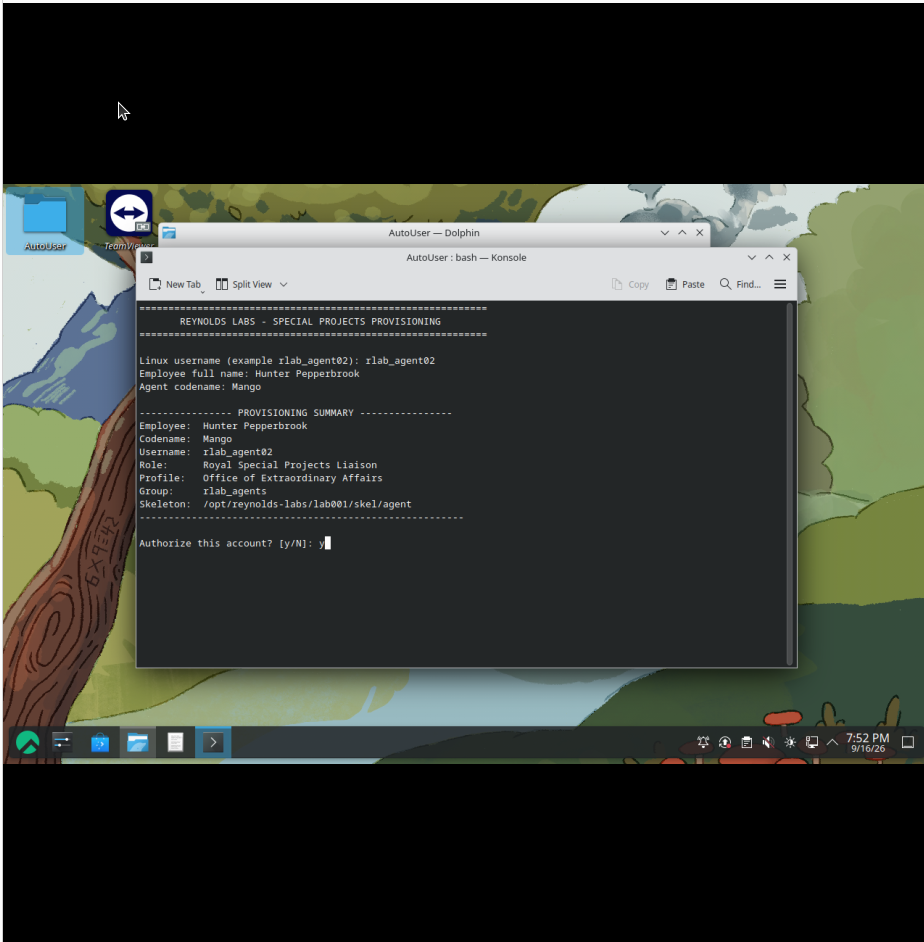 AutoUser
TeamViewer
AutoUser — Dolphin
AutoUser : bash — Konsole
New Tab
Split View
Copy
Paste
Find...
============================================================
REYNOLDS LABS - SPECIAL PROJECTS PROVISIONING
============================================================
Linux username (example rlab_agent02): rlab_agent02
Employee full name: Hunter Pepperbrook
Agent codename: Mango
---------------- PROVISIONING SUMMARY ----------------
Employee: Hunter Pepperbrook
Codename: Mango
Username: rlab_agent02
Role: Royal Special Projects Liaison
Profile: Office of Extraordinary Affairs
Group: rlab_agents
Skeleton: /opt/reynolds-labs/lab001/skel/agent
--------------------------------------------------------
Authorize this account? [y/N]: y
6×9=42
7:52 PM
9/16/26